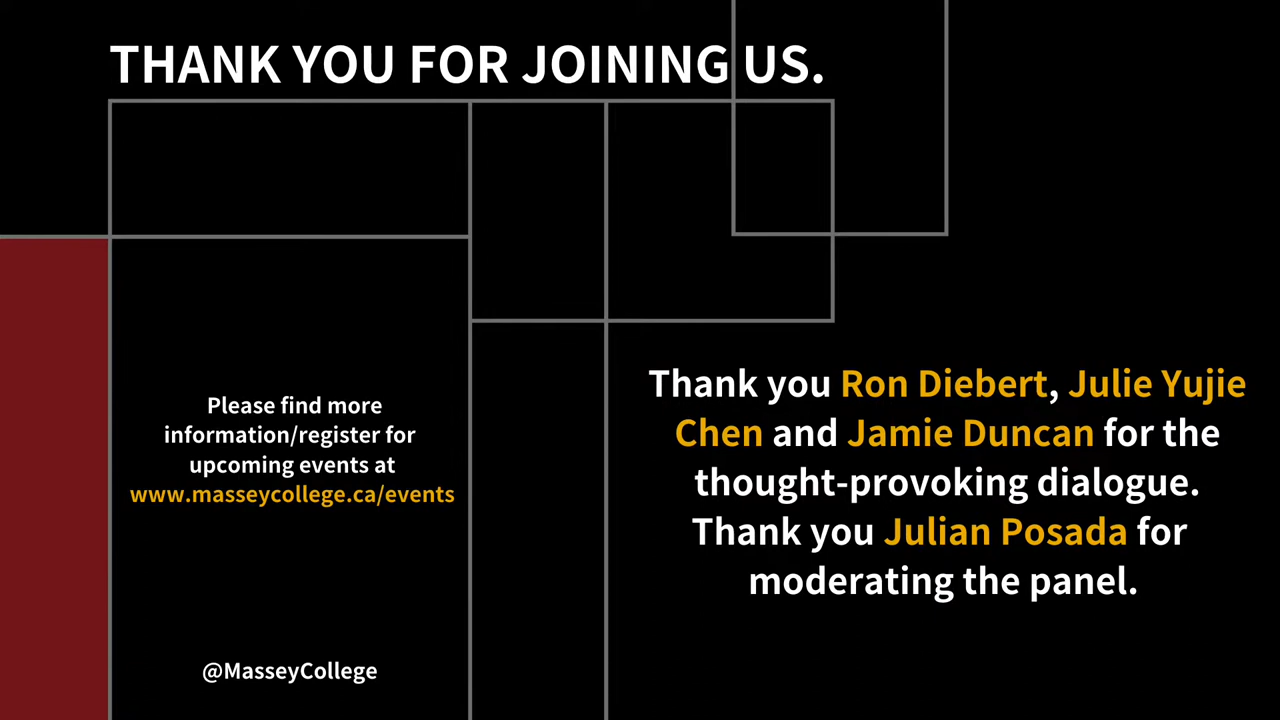 THANK YOU FOR JOINING US.
Please find more
information/register for
upcoming events at
www.masseycollege.ca/events
@MasseyCollege
Thank you Ron Diebert, Julie Yujie
Chen and Jamie Duncan for the
thought-provoking dialogue.
Thank you Julian Posada for
moderating the panel.